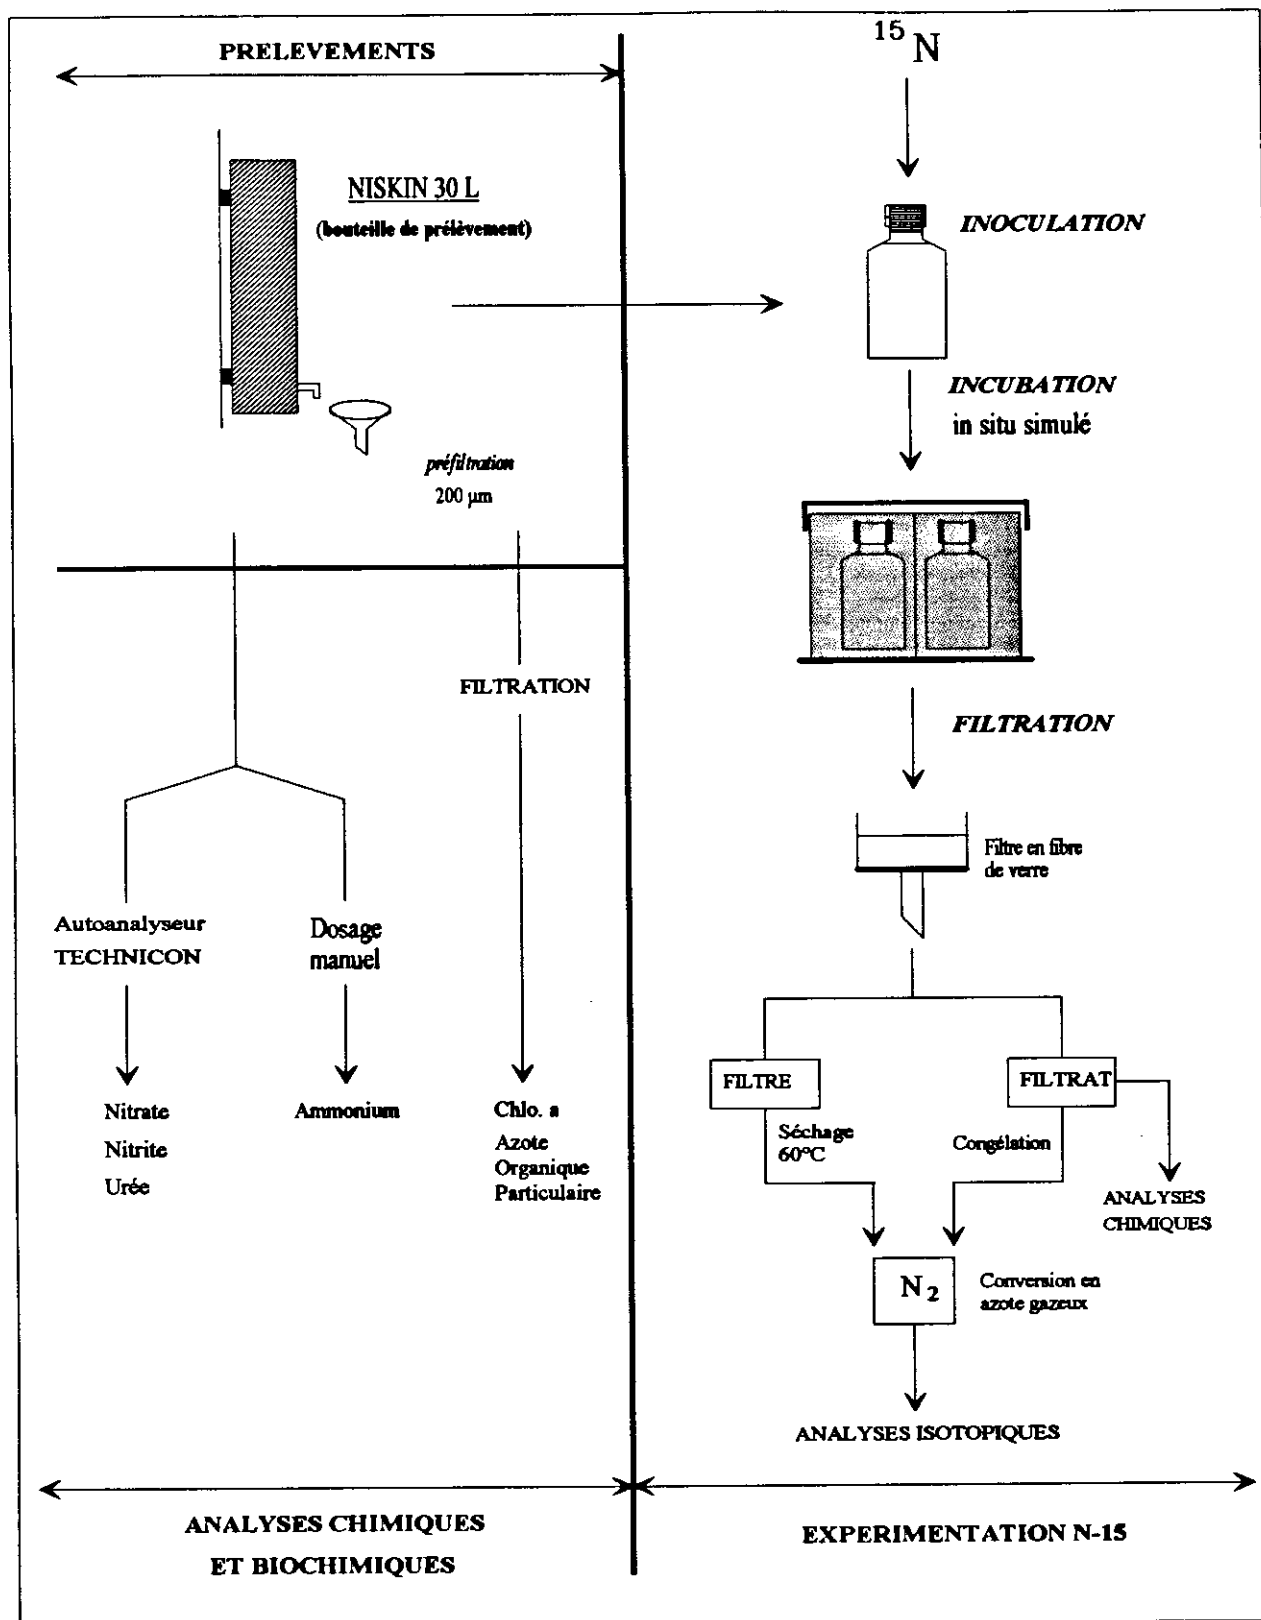 PRELEVEMENTS
NISKIN 30 L
(bouteille de prélèvement)
préfiltration
200 µm
FILTRATION
Autoanalyseur
TECHNICON
Dosage
manuel
Nitrate
Nitrite
Urée
Ammonium
Chlo. a
Azote
Organique
Particulaire
ANALYSES CHIMIQUES
ET BIOCHIMIQUES
15 N
INOCULATION
INCUBATION
in situ simulé
FILTRATION
Filtre en fibre
de verre
FILTRE
FILTRAT
Séchage
60°C
Congélation
ANALYSES
CHIMIQUES
N2
Conversion en
azote gazeux
ANALYSES ISOTOPIQUES
EXPERIMENTATION N-15